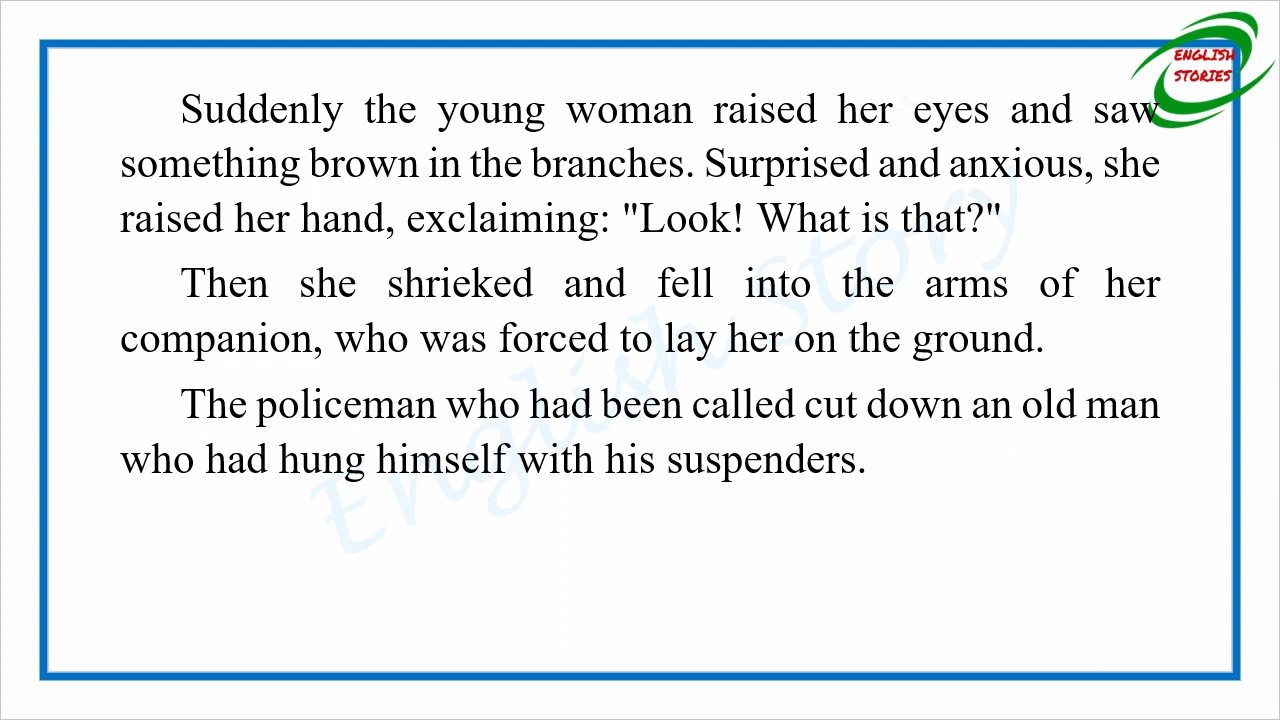 ENGLISH
STORIES
Suddenly the young woman raised her eyes and saw
something brown in the branches. Surprised and anxious, she
raised her hand, exclaiming: "Look! What is that?"
Then she shrieked and fell into the arms of her
companion, who was forced to lay her on the ground.
The policeman who had been called cut down an old man
who had hung himself with his suspenders.
English Story